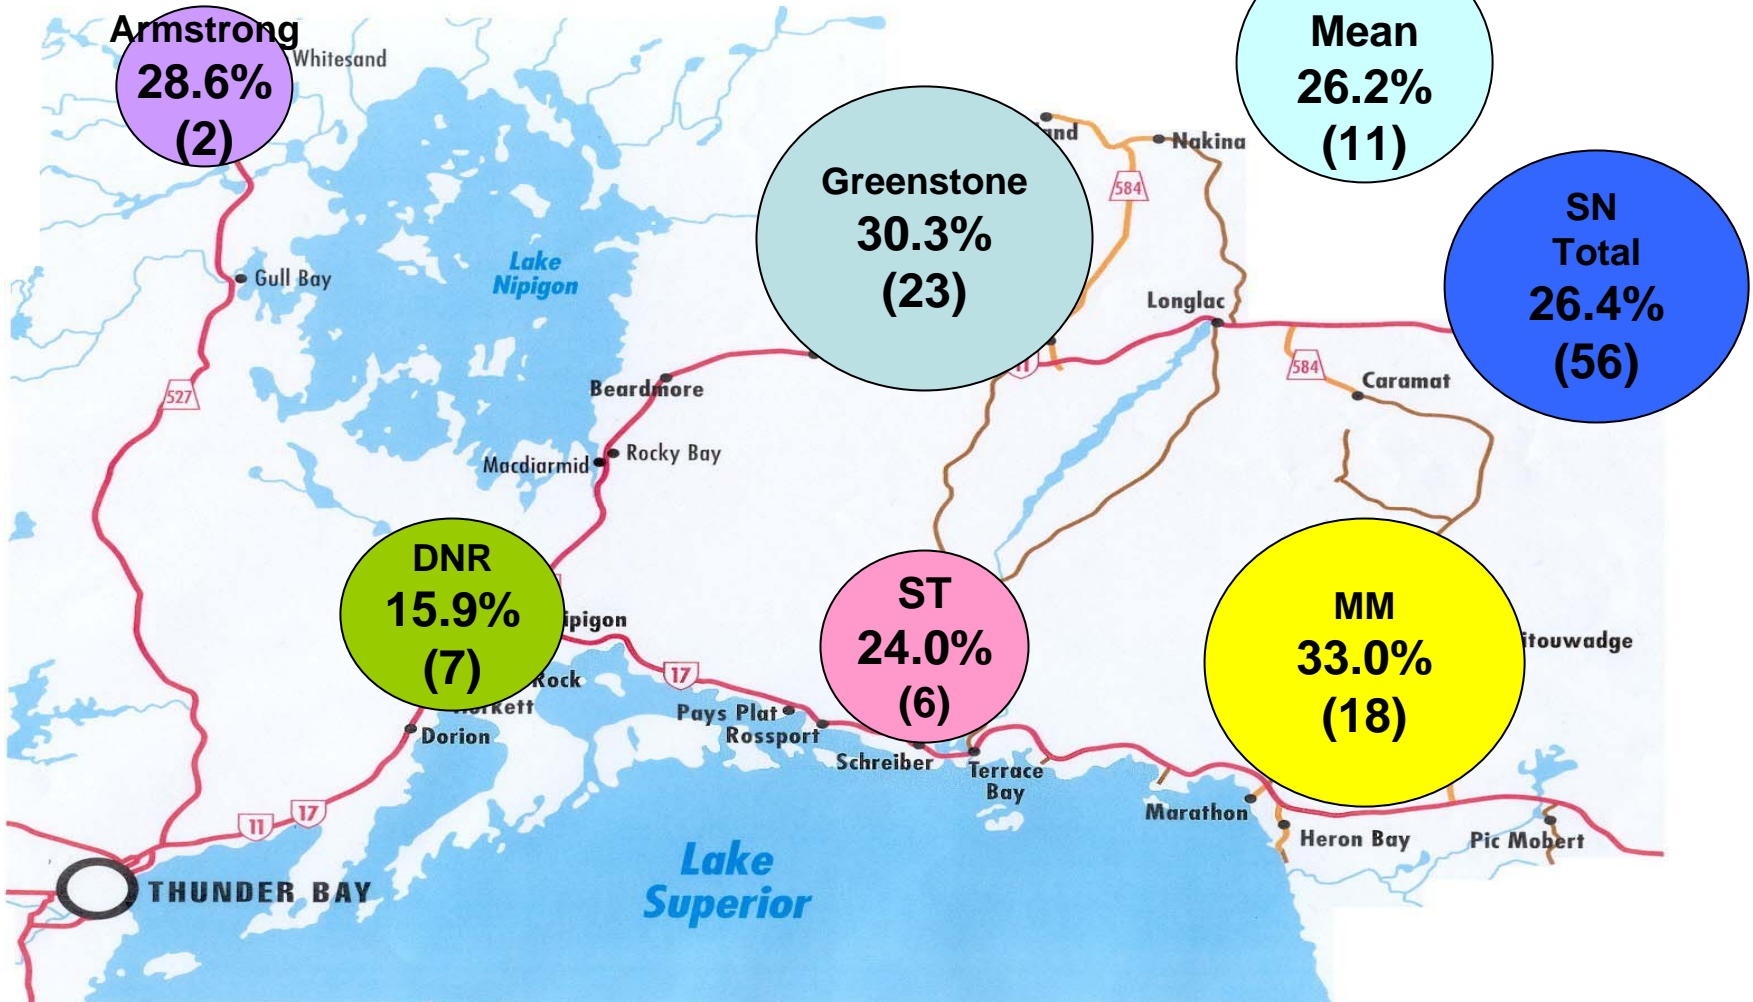 Armstrong
28.6%
(2)
Whitesand
Mean
26.2%
(11)
Nakina
584
Greenstone
30.3%
(23)
SN
Total
26.4%
(56)
Gull Bay
Lake
Nipigon
Longlac
11
584
Caramat
527
Beardmore
Rocky Bay
Macdiarmid
DNR
15.9%
(7)
ST
24.0%
(6)
MM
33.0%
(18)
ipigon
itouwadge
Rock
17
Pays Plat
Rossport
Dorion
Schreiber
Terrace
Bay
Marathon
Heron Bay
Pic Mobert
11
17
THUNDER BAY
Lake
Superior